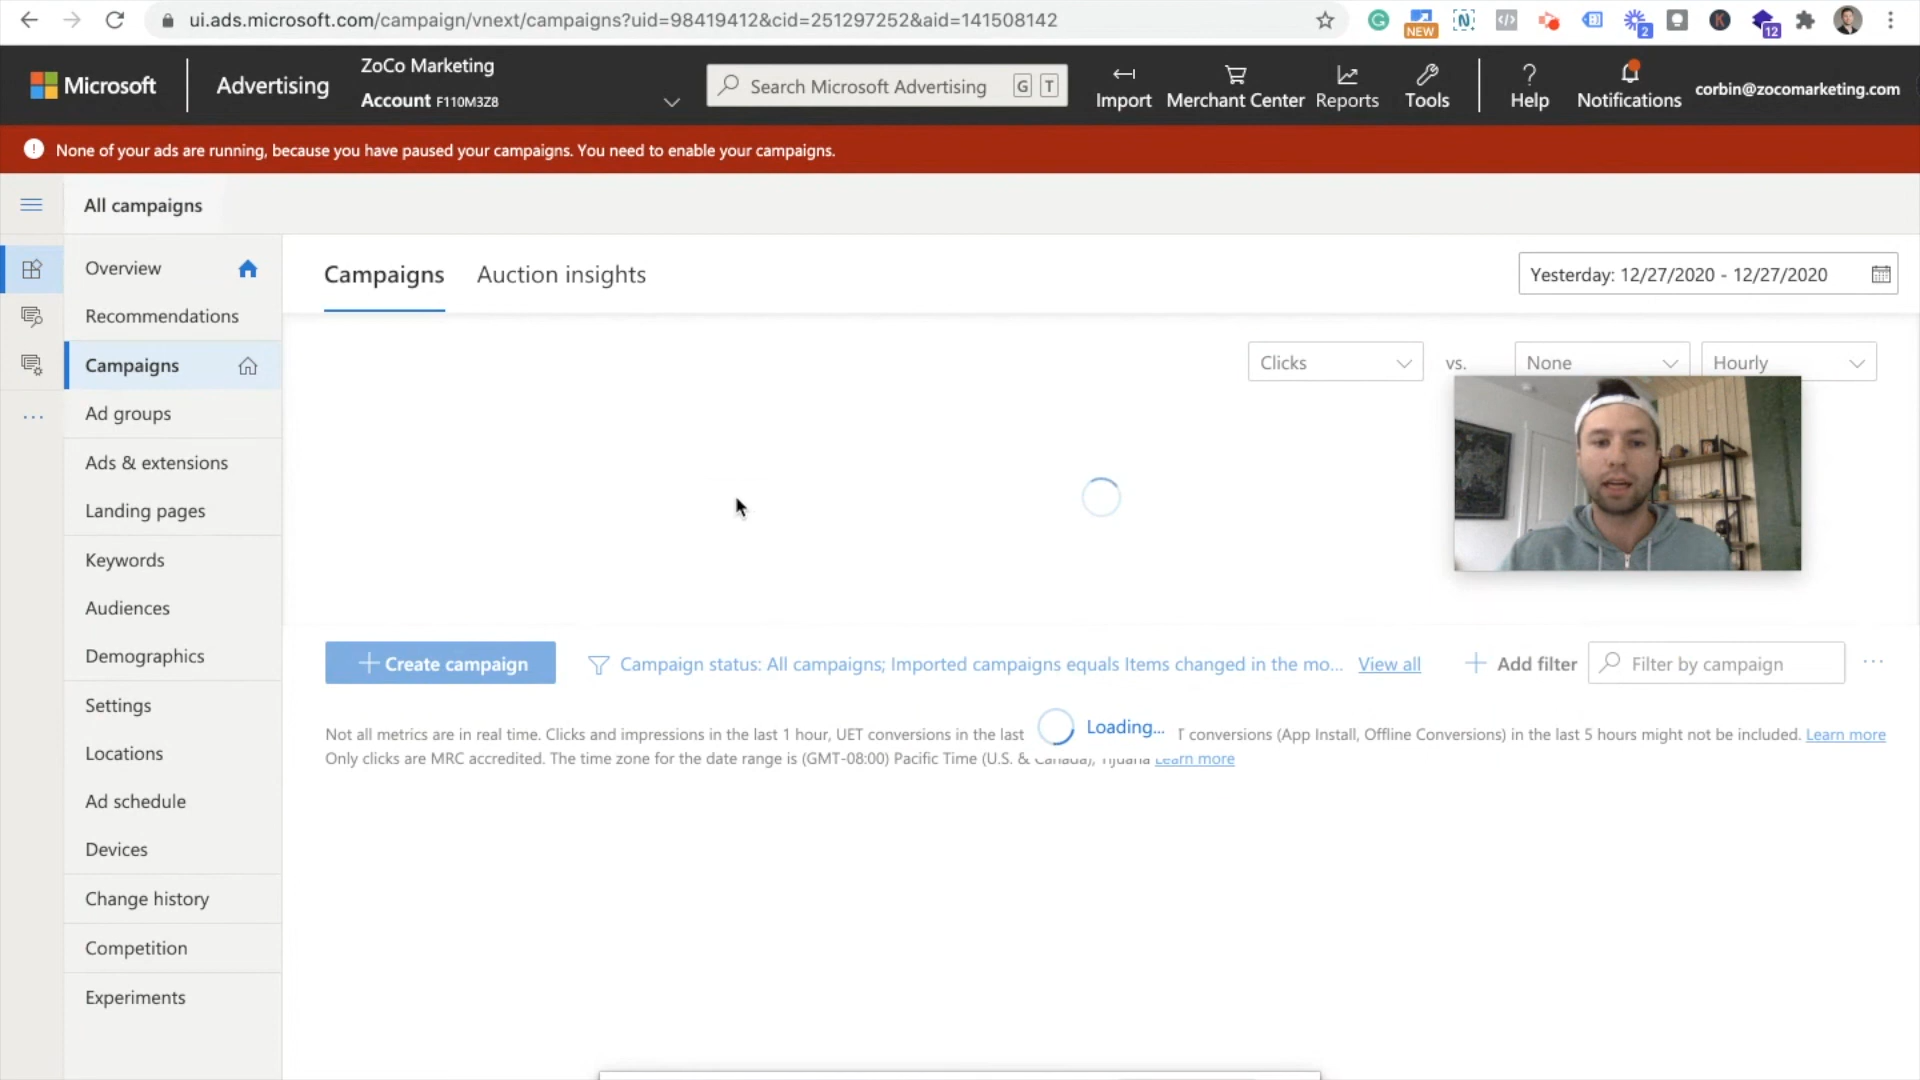 ui.ads.microsoft.com/campaign/vnext/campaigns?uid=98419412&cid=251297252&aid=141508142
NEW
2
K
12
Microsoft
Advertising
ZoCo Marketing
Account F110M3Z8
Search Microsoft Advertising
G T
Import
Merchant Center
Reports
Tools
Help
Notifications
corbin@zocomarketing.com
None of your ads are running, because you have paused your campaigns. You need to enable your campaigns.
All campaigns
Overview
Recommendations
Campaigns
Ad groups
Ads & extensions
Landing pages
Keywords
Audiences
Demographics
Settings
Locations
Ad schedule
Devices
Change history
Competition
Experiments
Campaigns
Auction insights
Yesterday: 12/27/2020 - 12/27/2020
Clicks
vs.
None
Hourly
Create campaign
Campaign status: All campaigns; Imported campaigns equals Items changed in the mo...
View all
Add filter
Filter by campaign
Not all metrics are in real time. Clicks and impressions in the last 1 hour, UET conversions in the last
Loading...
conversions (App Install, Offline Conversions) in the last 5 hours might not be included. Learn more
Only clicks are MRC accredited. The time zone for the date range is (GMT-08:00) Pacific Time (U.S. & Canada), Tijuana Learn more